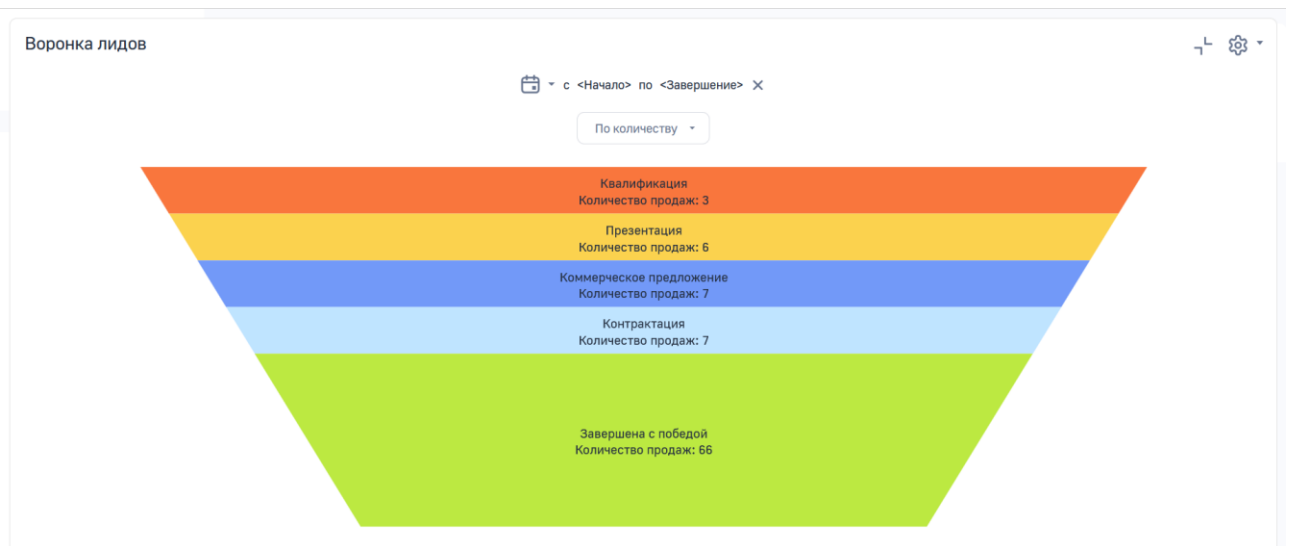 Воронка лидов
с <Начало> по <Завершение>
По количеству
Квалификация
Количество продаж: 3
Презентация
Количество продаж: 6
Коммерческое предложение
Количество продаж: 7
Контрактация
Количество продаж: 7
Завершена с победой
Количество продаж: 66